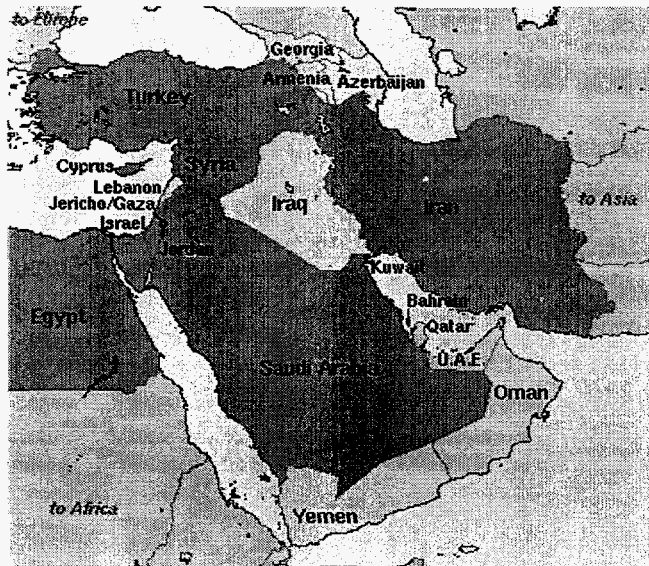 to Europe
Georgia
Armenia
Azerbaijan
Turkey
Cyprus
Syria
Lebanon
Jericho/Gaza
Israel
Iraq
Iran
to Asia
Jordan
Kuwait
Egypt
Bahrain
Qatar
Saudi Arabia
U.A.E
Oman
to Africa
Yemen